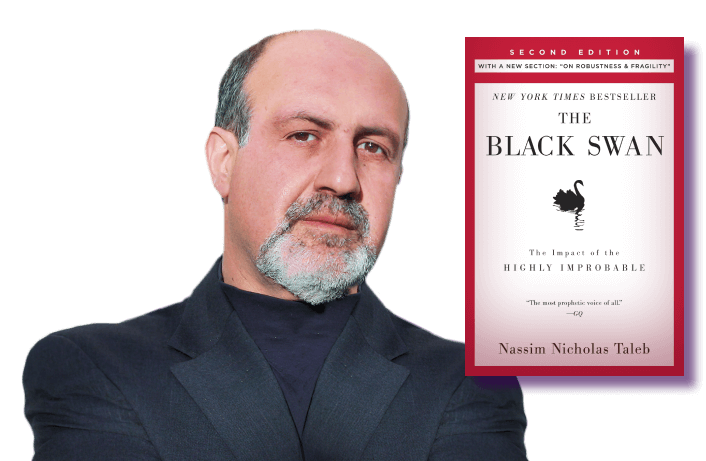 SECOND EDITION
WITH A NEW SECTION: "ON ROBUSTNESS & FRAGILITY"
NEW YORK TIMES BESTSELLER
THE
BLACK SWAN
The Impact of the
HIGHLY IMPROBABLE
“The most prophetic voice of all.”
—GQ
Nassim Nicholas Taleb